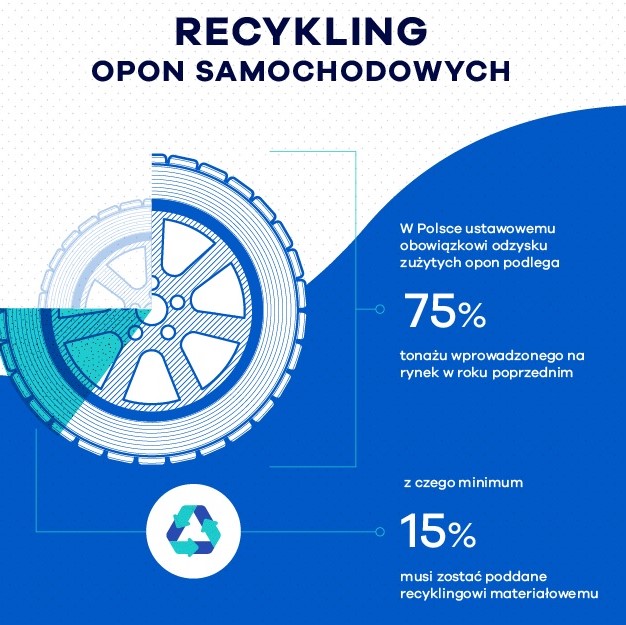 RECYKLING
OPON SAMOCHODOWYCH
W Polsce ustawowemu
obowiązkowi odzysku
zużytych opon podlega
75%
tonażu wprowadzonego na
rynek w roku poprzednim
z czego minimum
15%
musi zostać poddane
recyklingowi materiałowemu